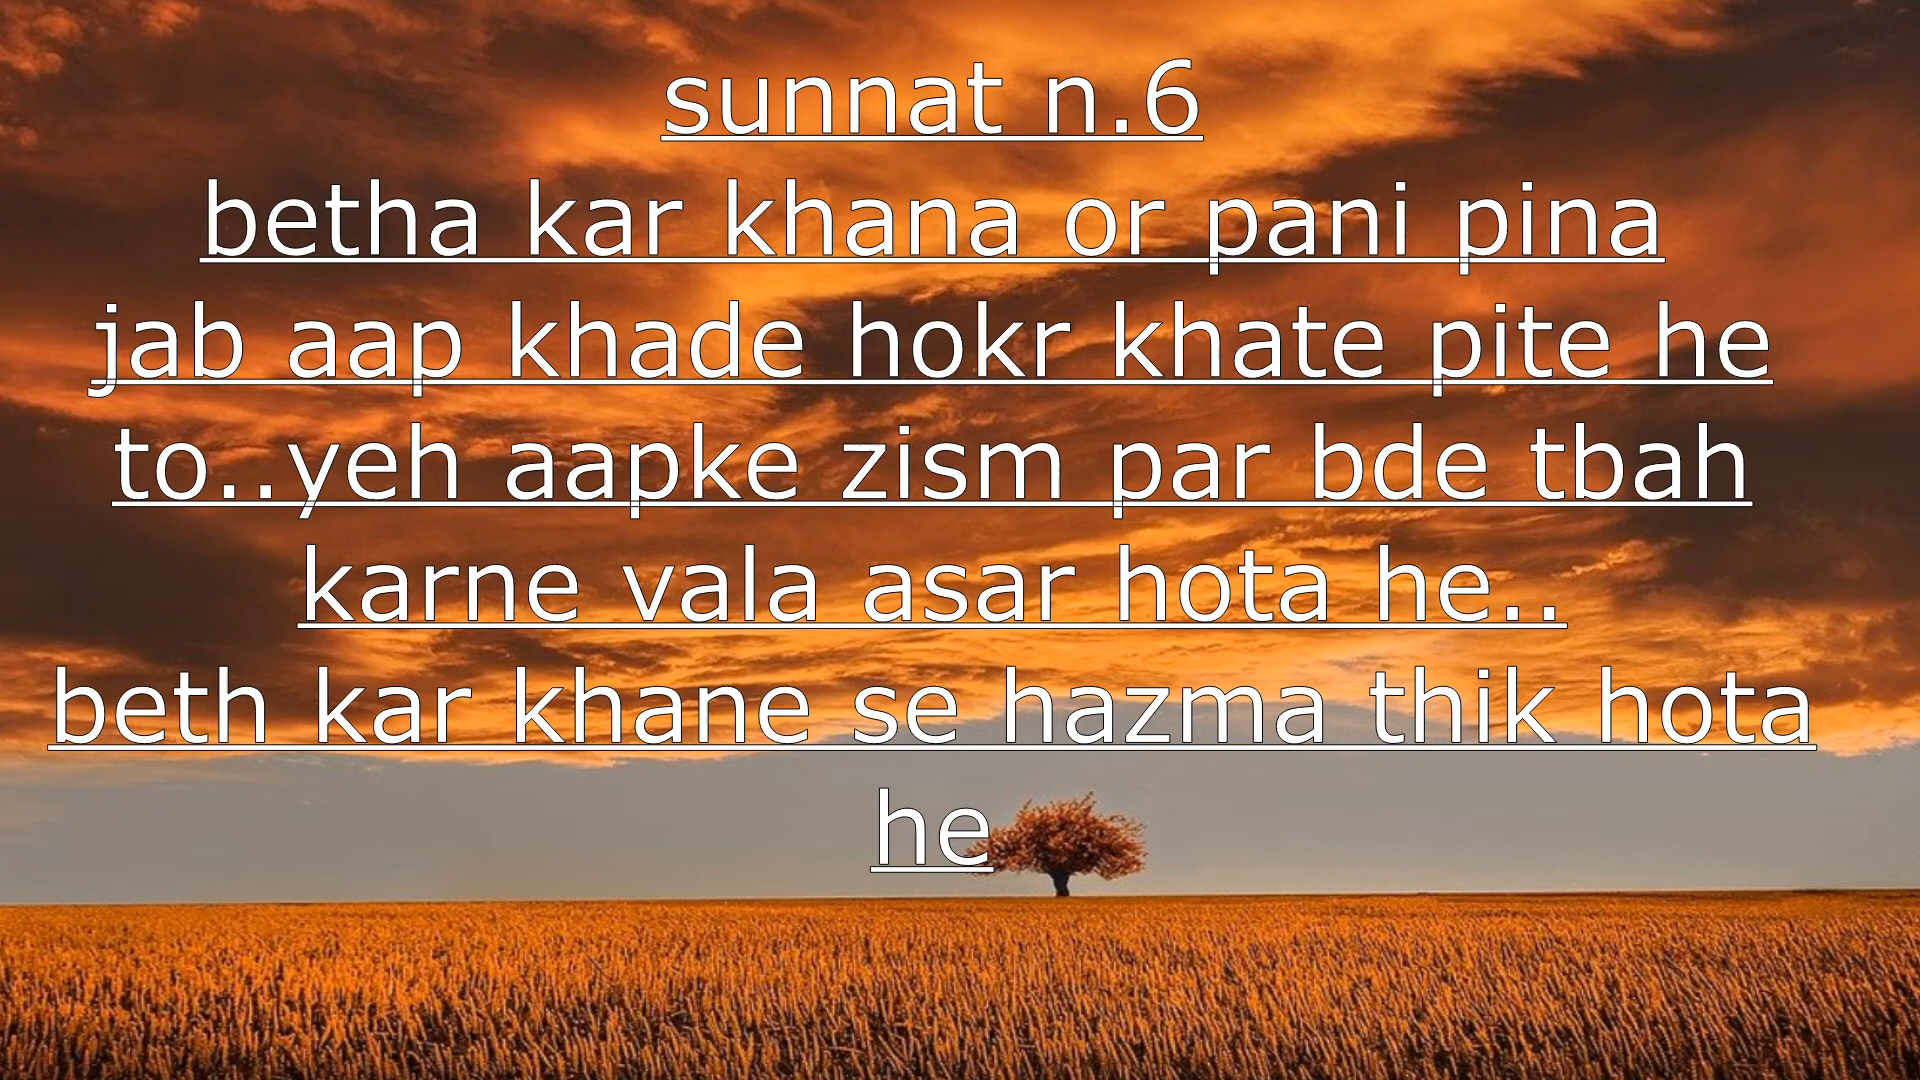 sunnat n.6
betha kar khana or pani pina
jab aap khade hokr khate pite he
to..yeh aapke zism par bde tbah
karne vala asar hota he..
beth kar khane se hazma thik hota
he